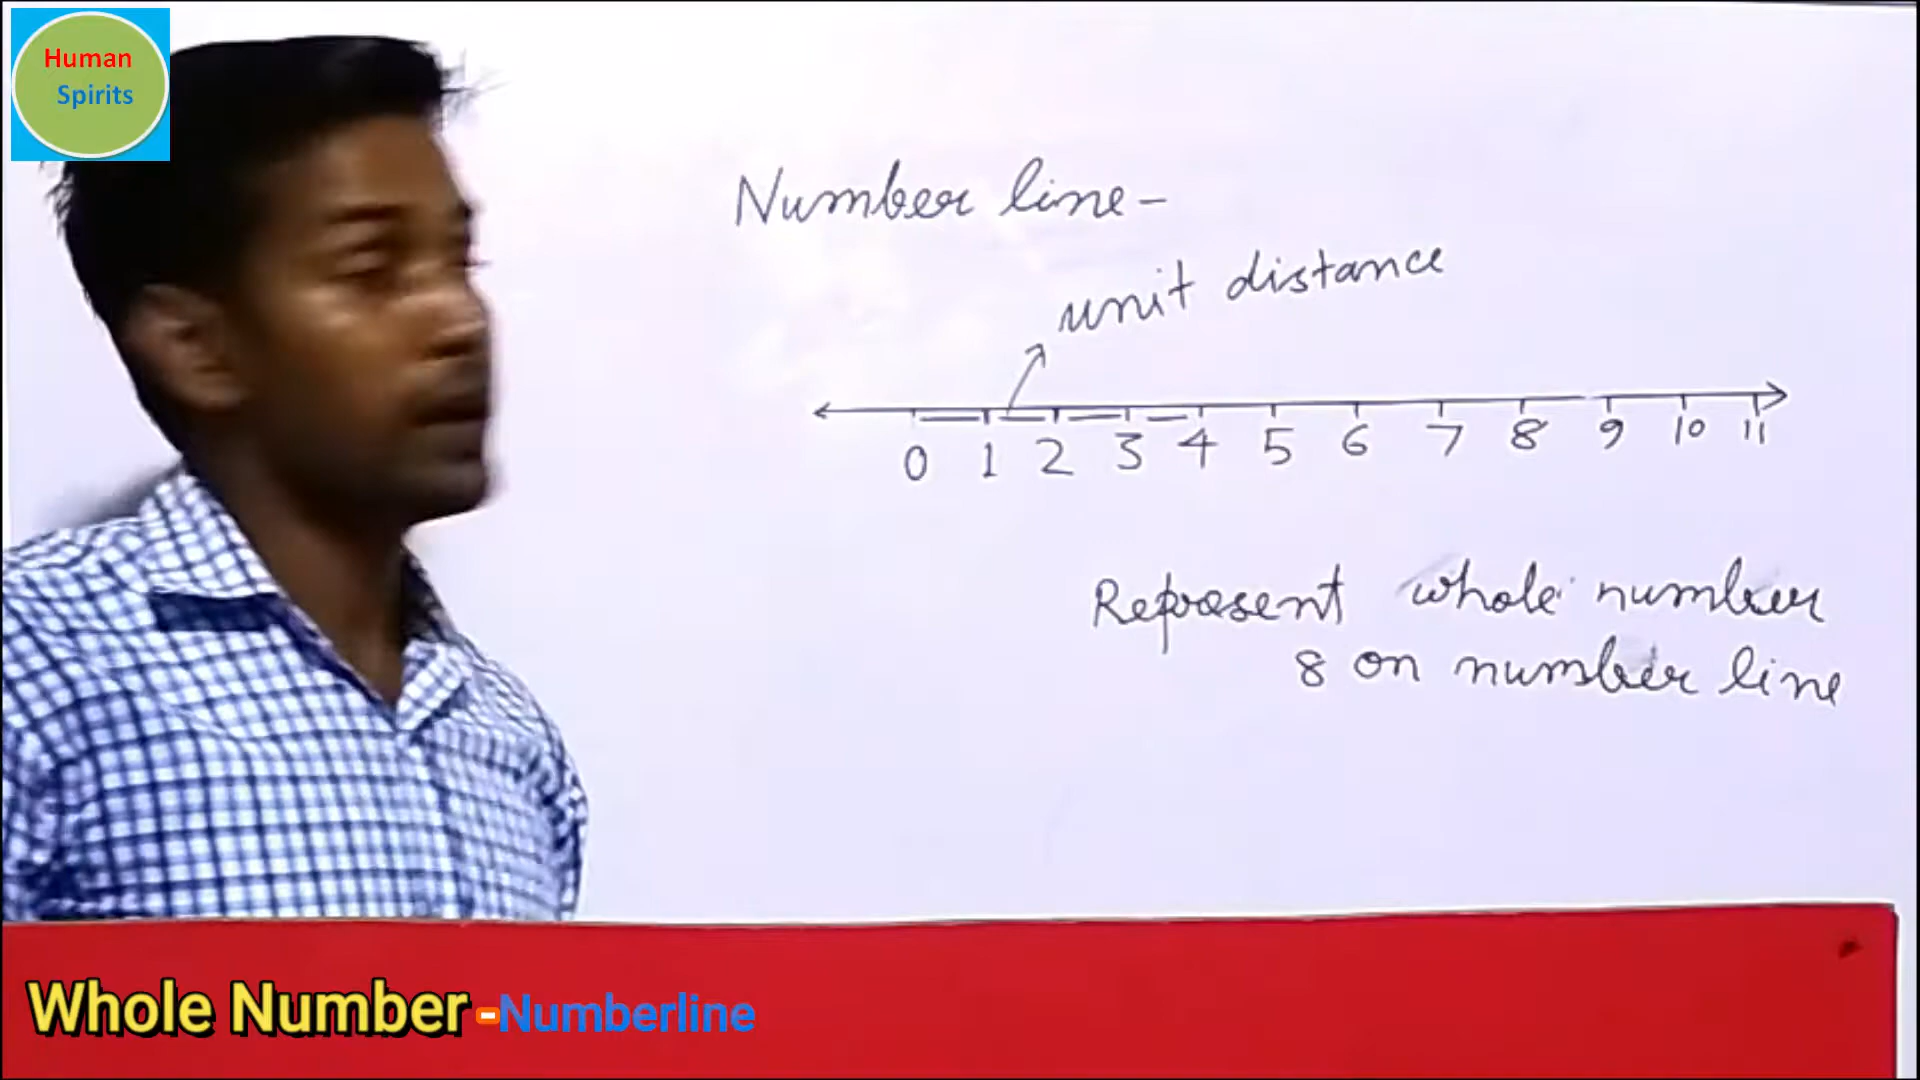 Human
Spirits
Number line-
unit distance
0 1 2 3 4 5 6 7 8 9 10 11
Represent whole number
8 on number line
Whole Number -Numberline